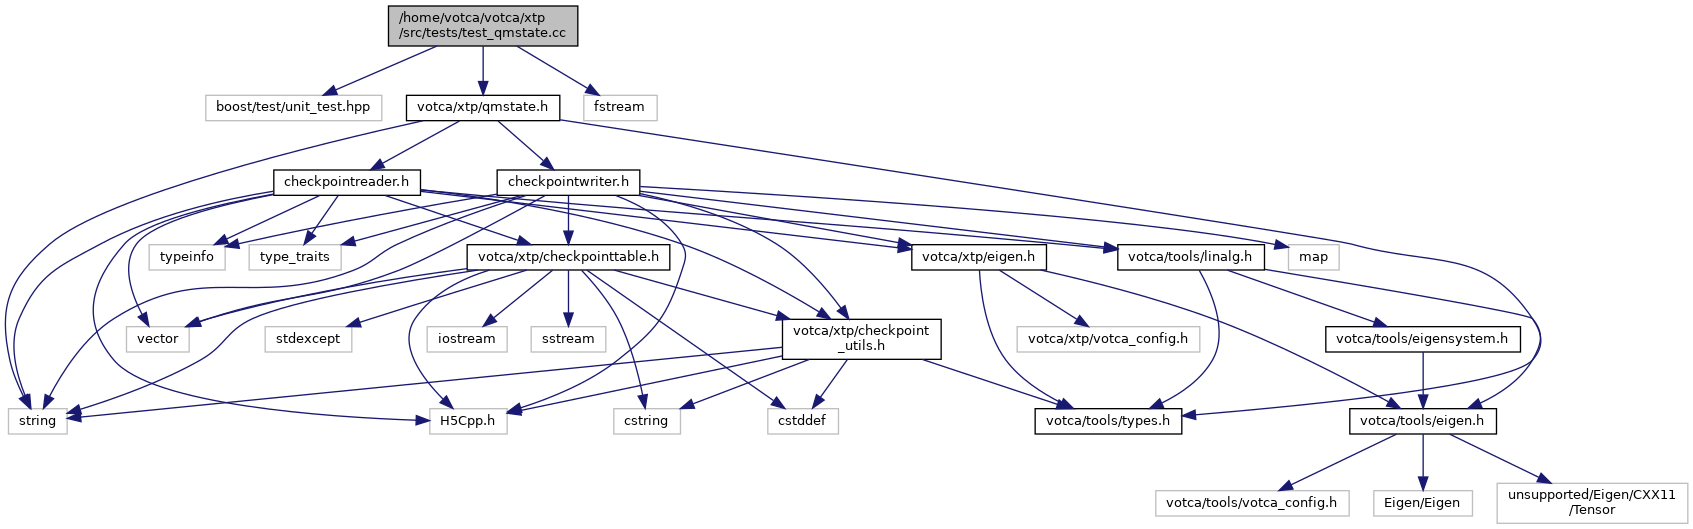 /home/votca/votca/xtp
/src/tests/test_qmstate.cc
boost/test/unit_test.hpp
votca/xtp/qmstate.h
fstream
checkpointreader.h
checkpointwriter.h
typeinfo
type_traits
votca/xtp/checkpointtable.h
votca/xtp/eigen.h
votca/tools/linalg.h
map
vector
stdexcept
iostream
sstream
votca/xtp/checkpoint
_utils.h
votca/xtp/votca_config.h
votca/tools/eigensystem.h
string
H5Cpp.h
cstring
cstddef
votca/tools/types.h
votca/tools/eigen.h
votca/tools/votca_config.h
Eigen/Eigen
unsupported/Eigen/CXX11
/Tensor